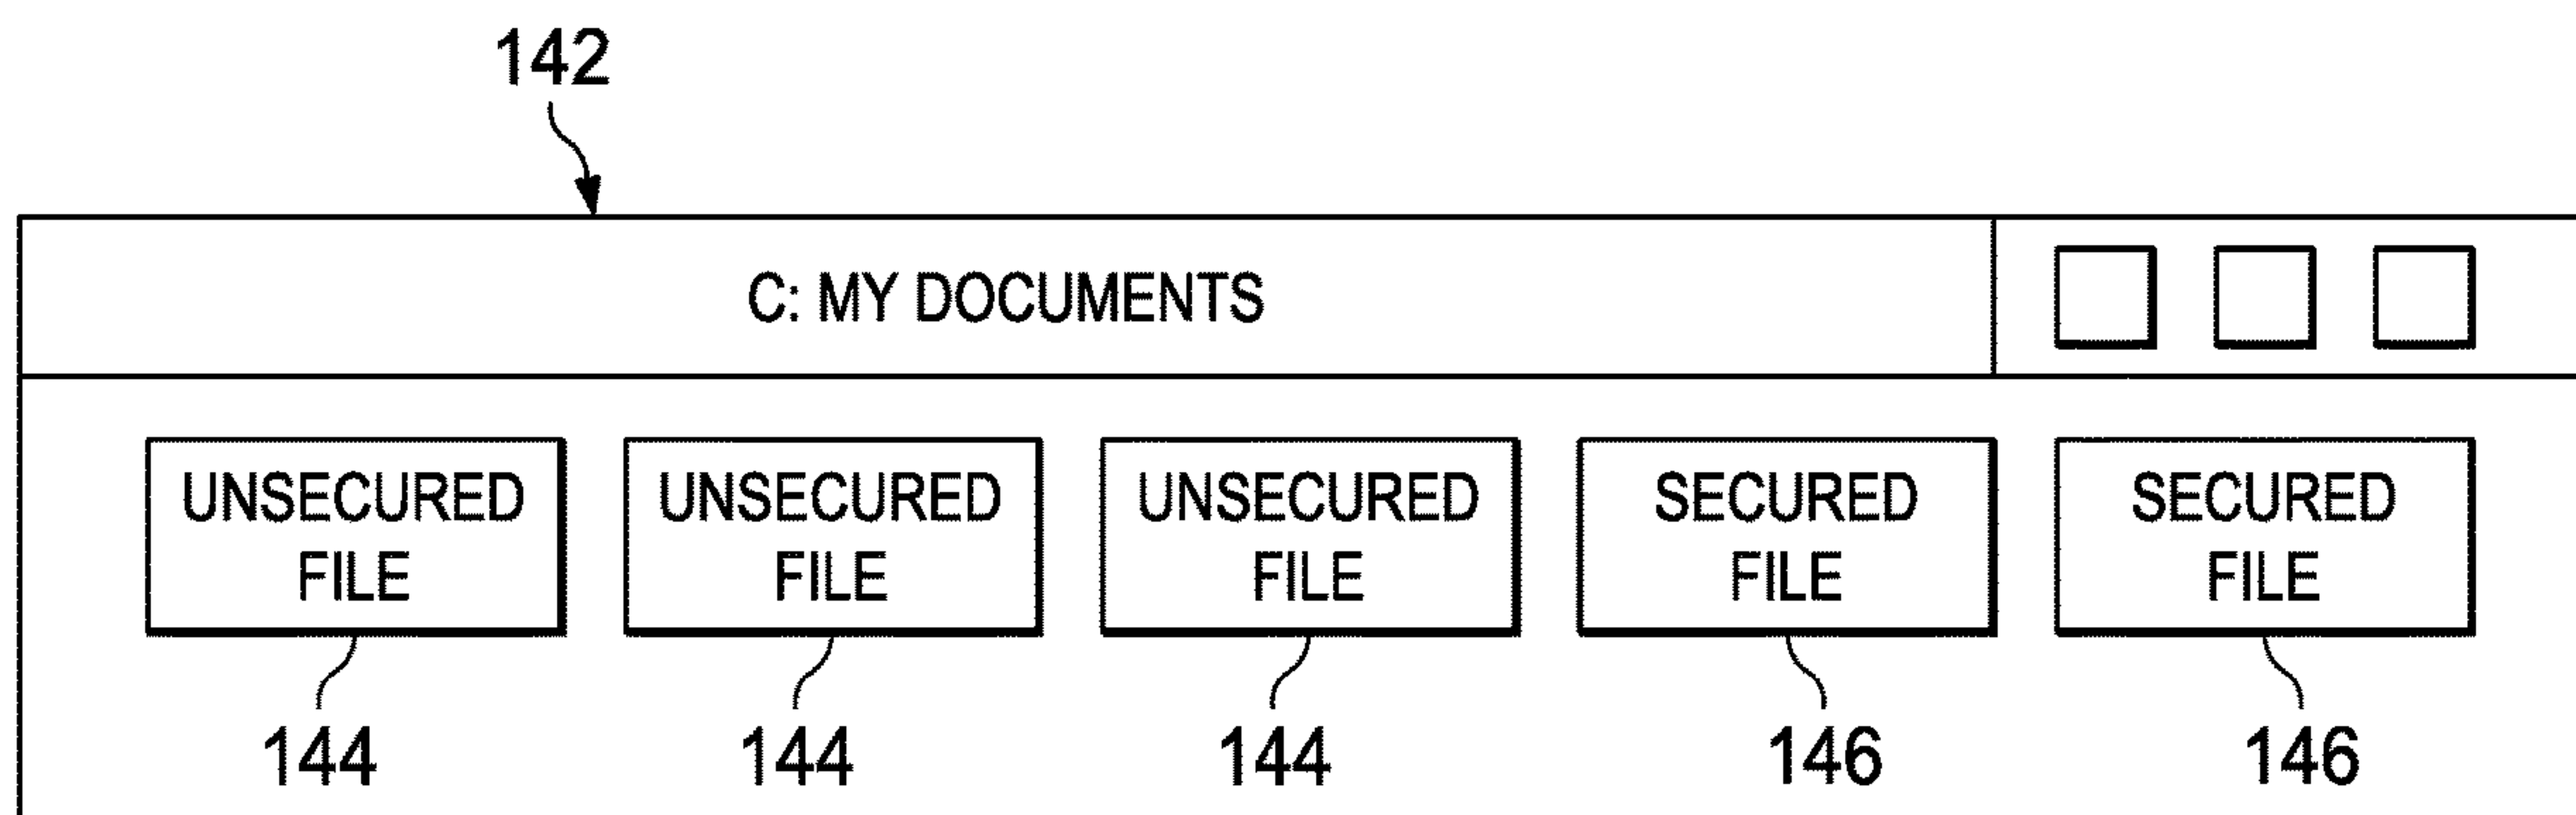 142
C: MY DOCUMENTS
UNSECURED UNSECURED UNSECURED SECURED SECURED
FILE FILE FILE FILE FILE
144 144 144 146 146